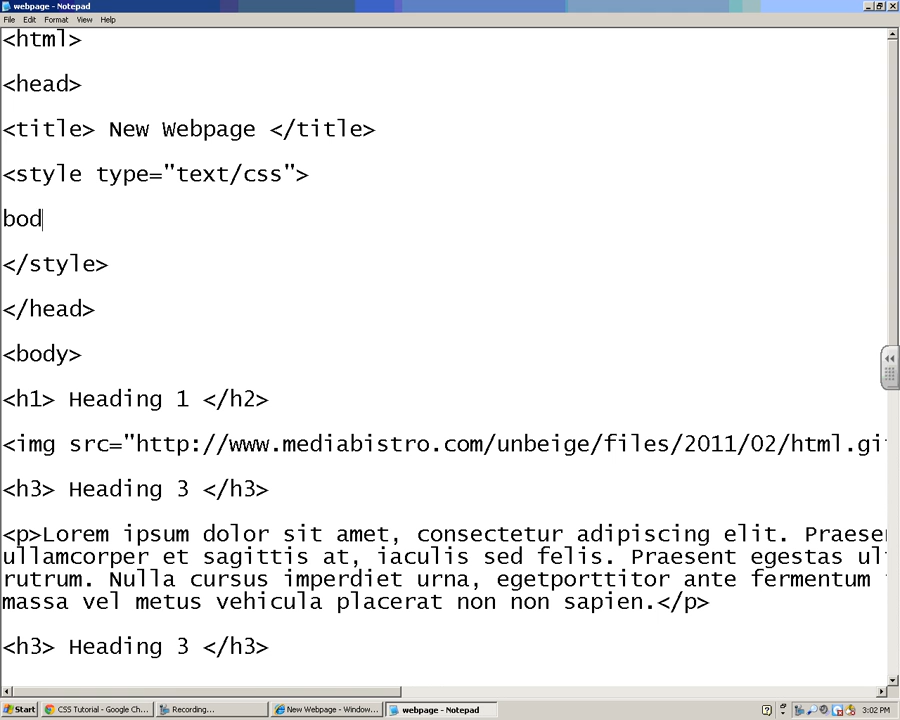 webpage - Notepad
File Edit Format View Help
<html>
<head>
<title> New Webpage </title>
<style type="text/css">
bod
</style>
</head>
<body>
<h1> Heading 1 </h2>
<img src="http://www.mediabistro.com/unbeige/files/2011/02/html.gi
<h3> Heading 3 </h3>
<p>Lorem ipsum dolor sit amet, consectetur adipiscing elit. Praesen
ullamcorper et sagittis at, iaculis sed felis. Praesent egestas ul
rutrum. Nulla cursus imperdiet urna, egetporttitor ante fermentum
massa vel metus vehicula placerat non non sapien.</p>
<h3> Heading 3 </h3>
Start CSS Tutorial - Google Ch... Recording... New Webpage - Window... webpage - Notepad 3:02 PM